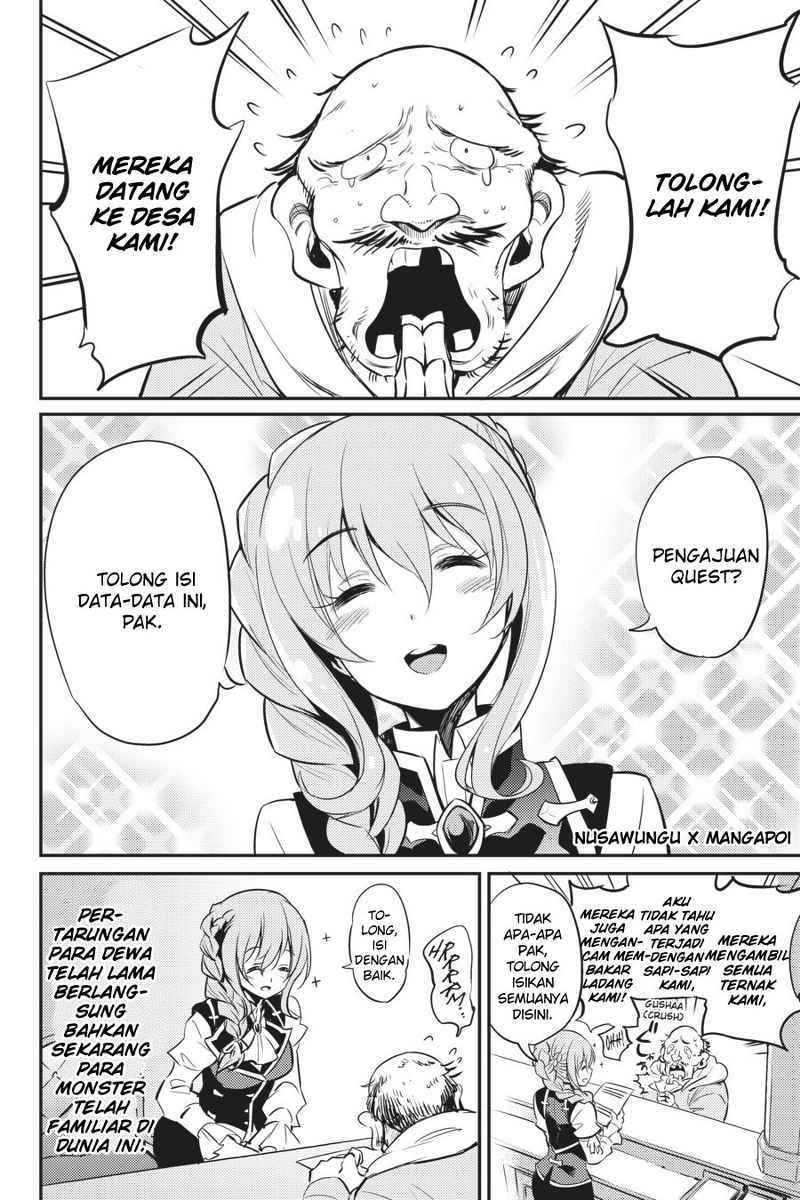 TOLONG-
LAH KAMI!
MEREKA
DATANG
KE DESA
KAMI!
PENGAJUAN
QUEST?
TOLONG ISI
DATA-DATA INI,
PAK.
NUSAWUNGU X MANGAPOI
MEREKA
MENGAMBIL
SEMUA
TERNAK
KAMI,
AKU
TIDAK TAHU
APA YANG
TERJADI
DENGAN
SAPI-SAPI
KAMI,
MEREKA
JUGA
MENGAN-
CAM MEM-
BAKAR
LADANG
KAMI!
GUSHAA
(CRUSH)
OHH!
TIDAK
APA-APA
PAK,
TOLONG
ISIKAN
SEMUANYA
DISINI.
TO-
LONG,
ISI
DENGAN
BAIK.
PER-
TARUNGAN
PARA DEWA
TELAH LAMA
BERLANG-
SUNG
BAHKAN
SEKARANG
PARA
MONSTER
TELAH
FAMILIAR DI
DUNIA INI.